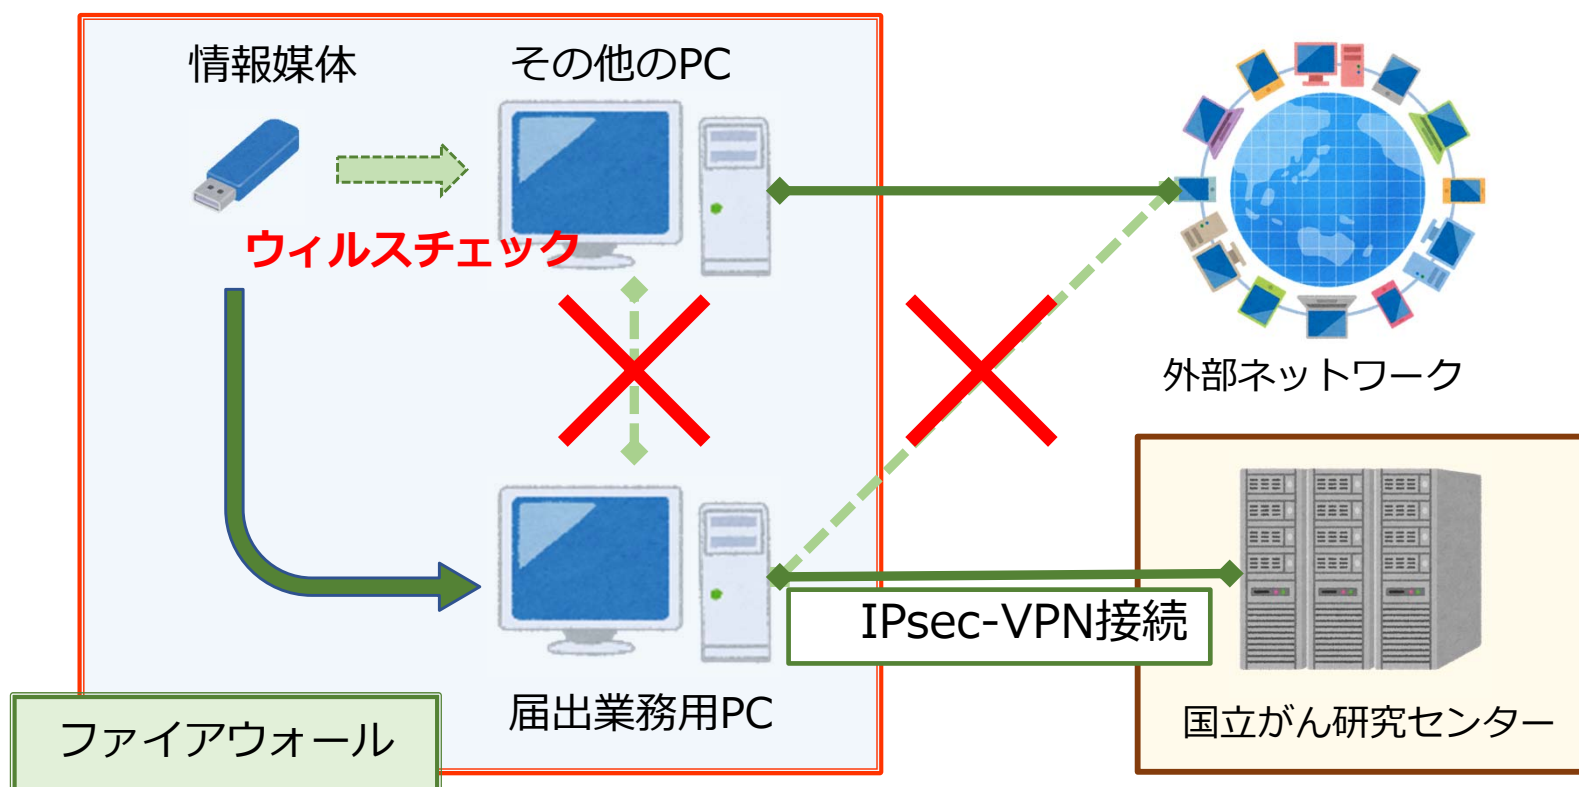 情報媒体
その他のPC
ウィルスチェック
外部ネットワーク
IPsec-VPN接続
届出業務用PC
国立がん研究センター
ファイアウォール